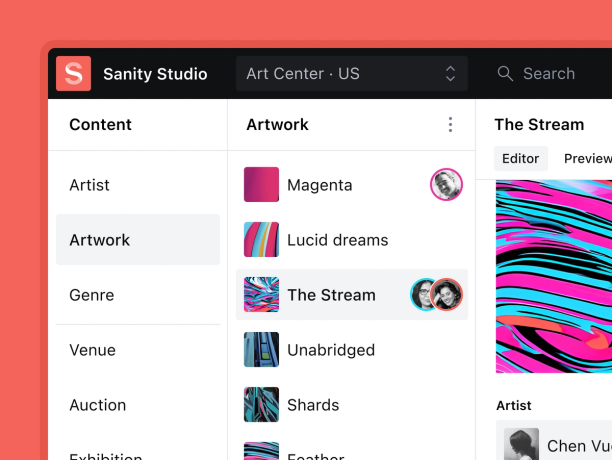 S Sanity Studio
Art Center · US
Search
Content
Artist
Artwork
Genre
Venue
Auction
Exhibition
Artwork
Magenta
Lucid dreams
The Stream
Unabridged
Shards
Feather
The Stream
Editor
Preview
Artist
Chen Vu